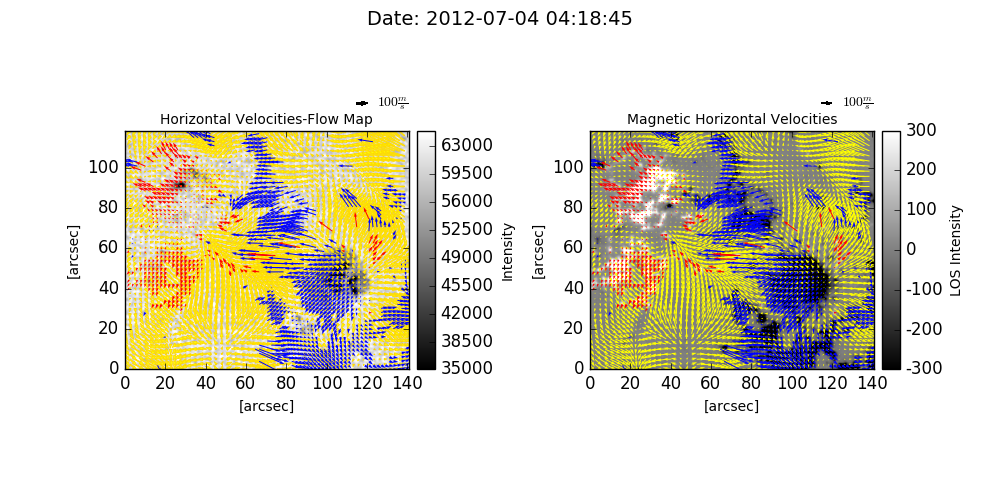 Date: 2012-07-04 04:18:45
100 m/s
Horizontal Velocities-Flow Map
100
80
60
40
20
0
[arcsec]
0 20 40 60 80 100 120 140
[arcsec]
63000
59500
56000
52500
49000
45500
42000
38500
35000
Intensity
100 m/s
Magnetic Horizontal Velocities
100
80
60
40
20
0
[arcsec]
0 20 40 60 80 100 120 140
[arcsec]
300
200
100
0
-100
-200
-300
LOS Intensity